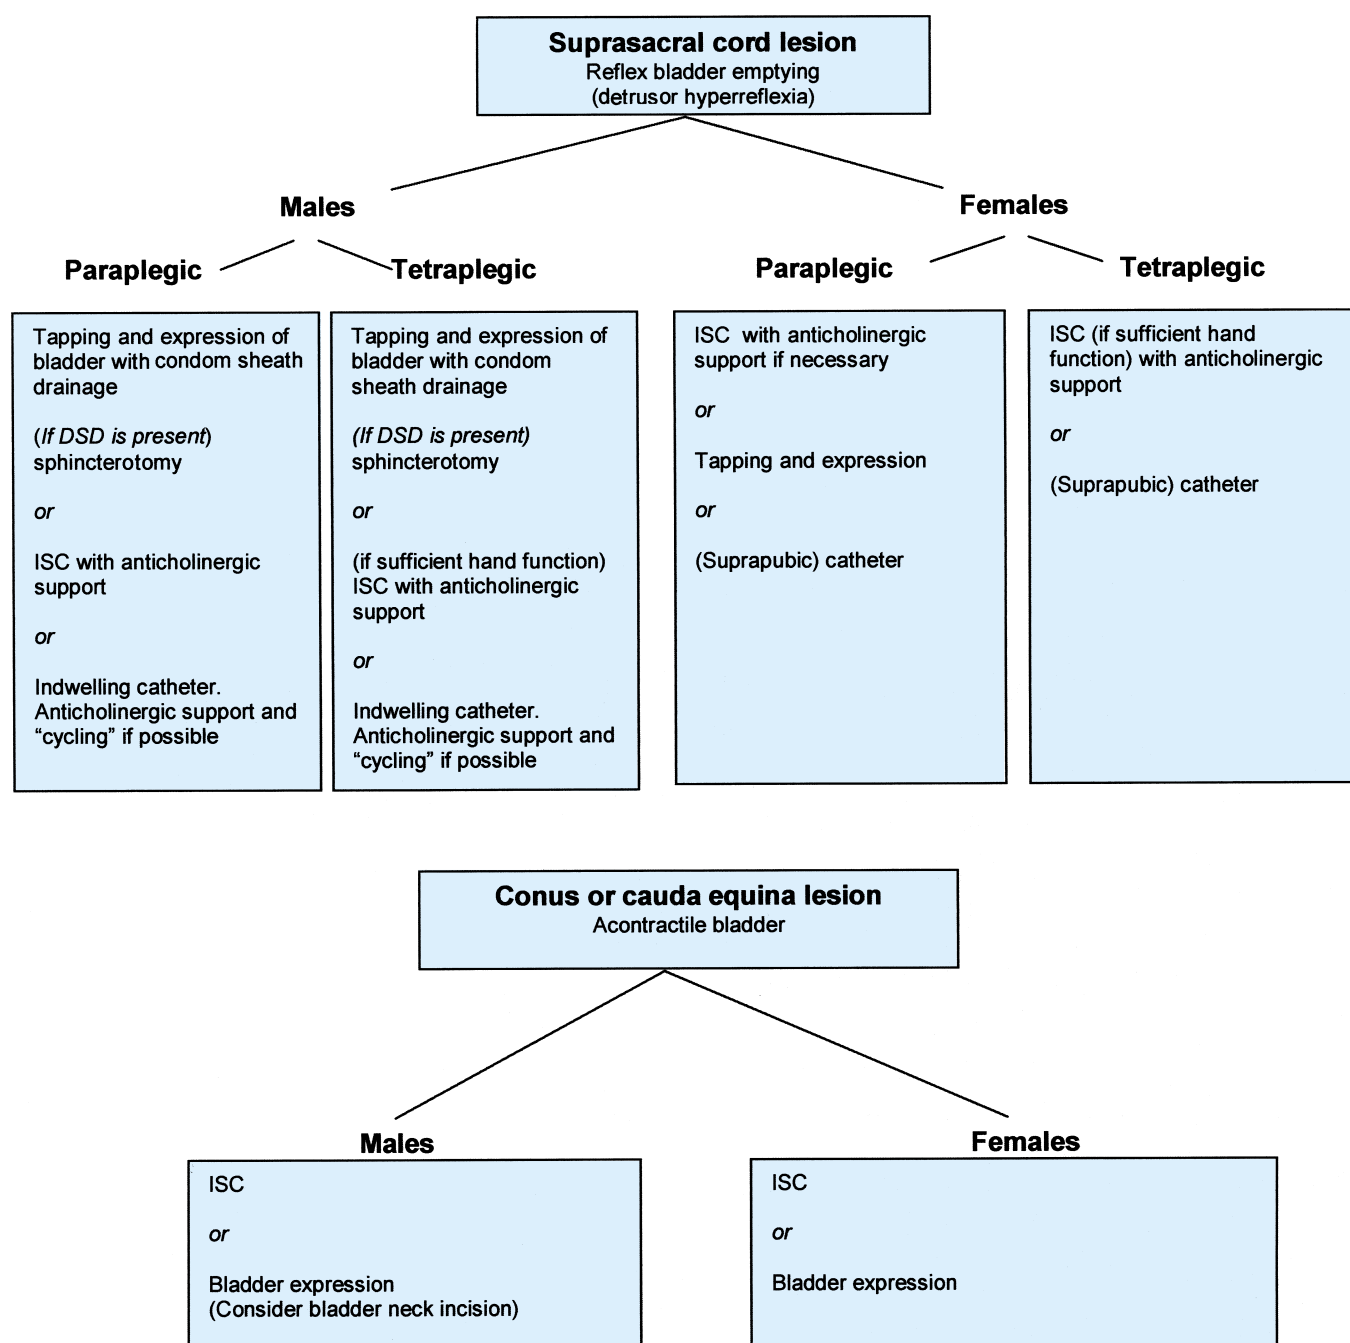 Suprasacral cord lesion
Reflex bladder emptying
(detrusor hyperreflexia)
Males
Females
Paraplegic
Tetraplegic
Paraplegic
Tetraplegic
Tapping and expression of
bladder with condom sheath
drainage
(If DSD is present)
sphincterotomy
or
ISC with anticholinergic
support
or
Indwelling catheter.
Anticholinergic support and
“cycling” if possible
Tapping and expression of
bladder with condom
sheath drainage
(If DSD is present)
sphincterotomy
or
(if sufficient hand function)
ISC with anticholinergic
support
or
Indwelling catheter.
Anticholinergic support and
“cycling” if possible
ISC with anticholinergic
support if necessary
or
Tapping and expression
or
(Suprapubic) catheter
ISC (if sufficient hand
function) with anticholinergic
support
or
(Suprapubic) catheter
Conus or cauda equina lesion
Acontractile bladder
Males
Females
ISC
or
Bladder expression
(Consider bladder neck incision)
ISC
or
Bladder expression